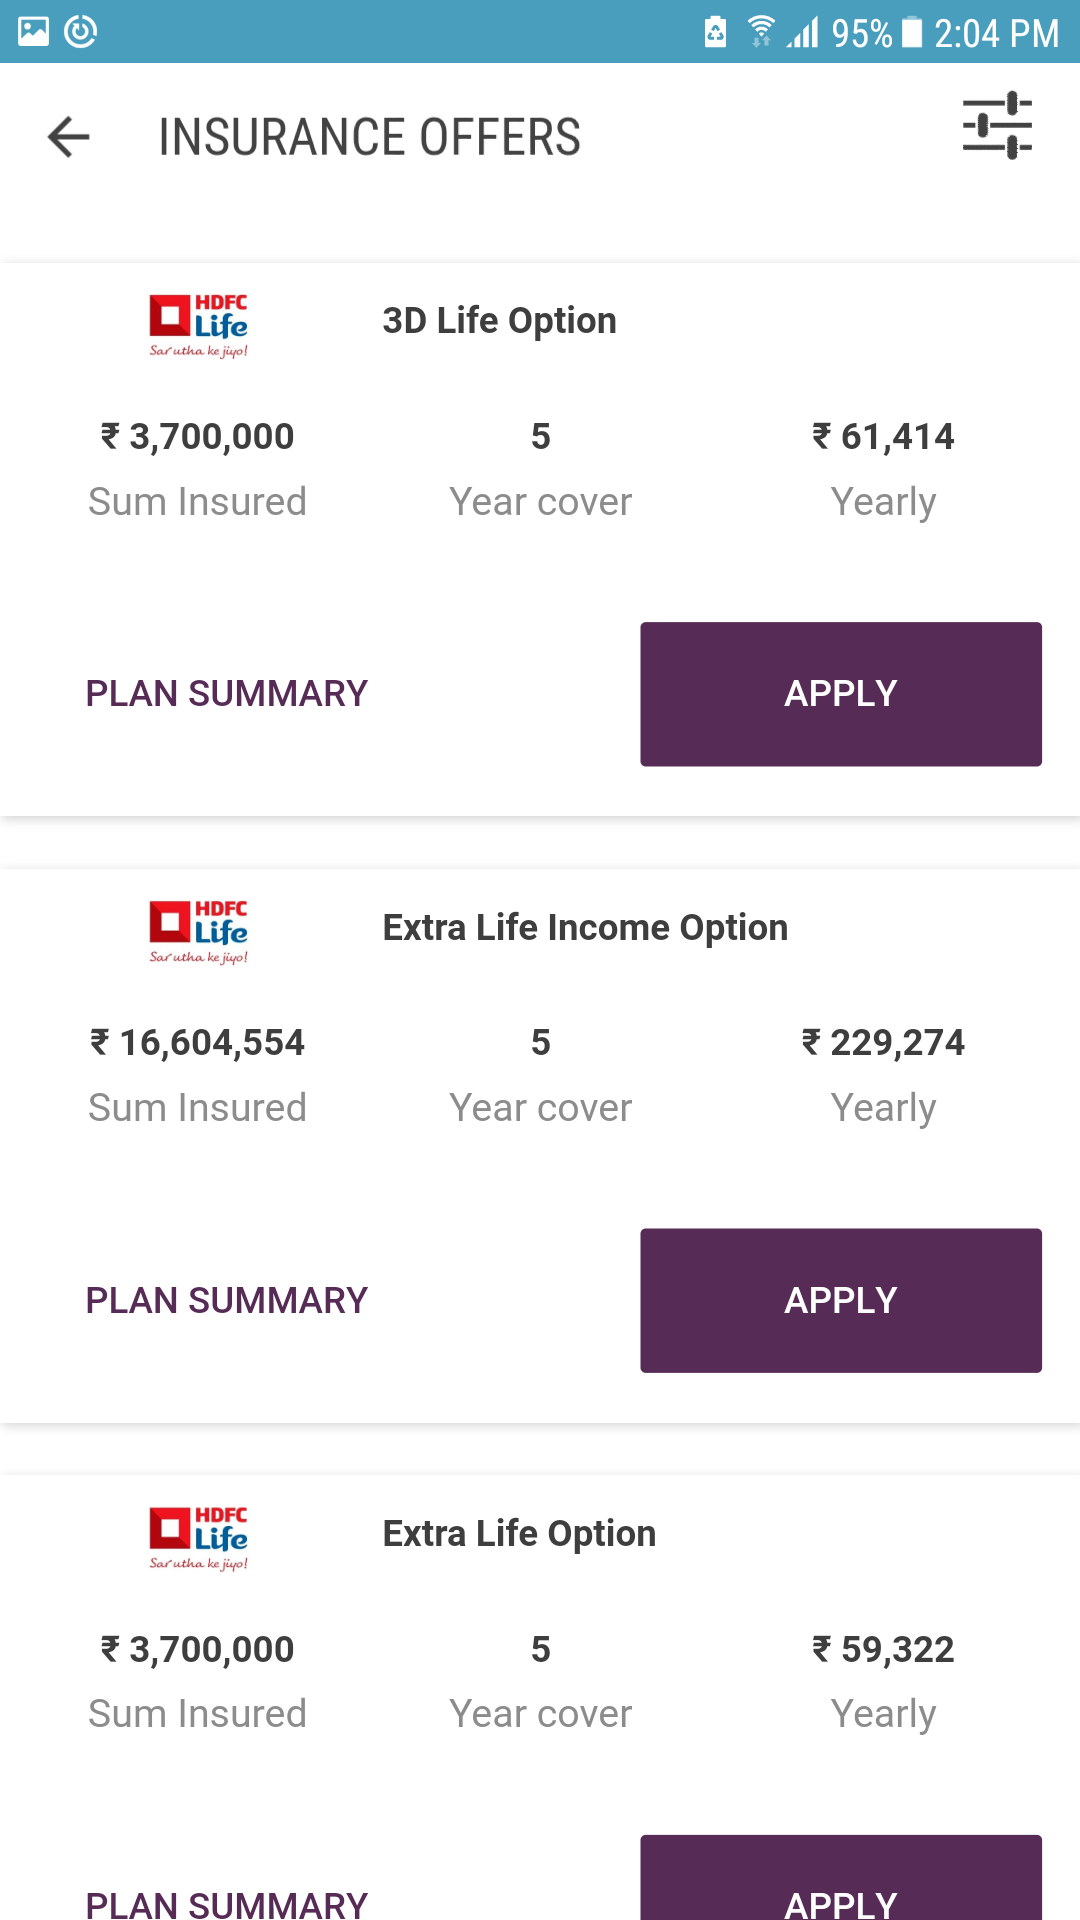 95% 2:04 PM
INSURANCE OFFERS
HDFC
Life
Sar utha ke jiyo!
3D Life Option
₹ 3,700,000 5 ₹ 61,414
Sum Insured Year cover Yearly
PLAN SUMMARY APPLY
HDFC
Life
Sar utha ke jiyo!
Extra Life Income Option
₹ 16,604,554 5 ₹ 229,274
Sum Insured Year cover Yearly
PLAN SUMMARY APPLY
HDFC
Life
Sar utha ke jiyo!
Extra Life Option
₹ 3,700,000 5 ₹ 59,322
Sum Insured Year cover Yearly
PLAN SUMMARY APPLY